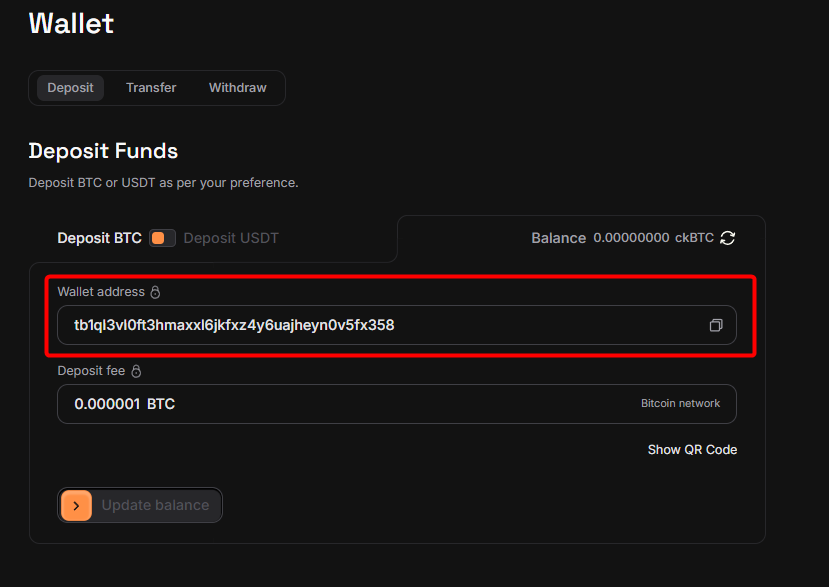 Wallet
Deposit Transfer Withdraw
Deposit Funds
Deposit BTC or USDT as per your preference.
Deposit BTC Deposit USDT Balance 0.00000000 ckBTC
Wallet address
tb1ql3vl0ft3hmaxxl6jkfxz4y6uajheyn0v5fx358
Deposit fee
0.000001 BTC Bitcoin network
Show QR Code
Update balance